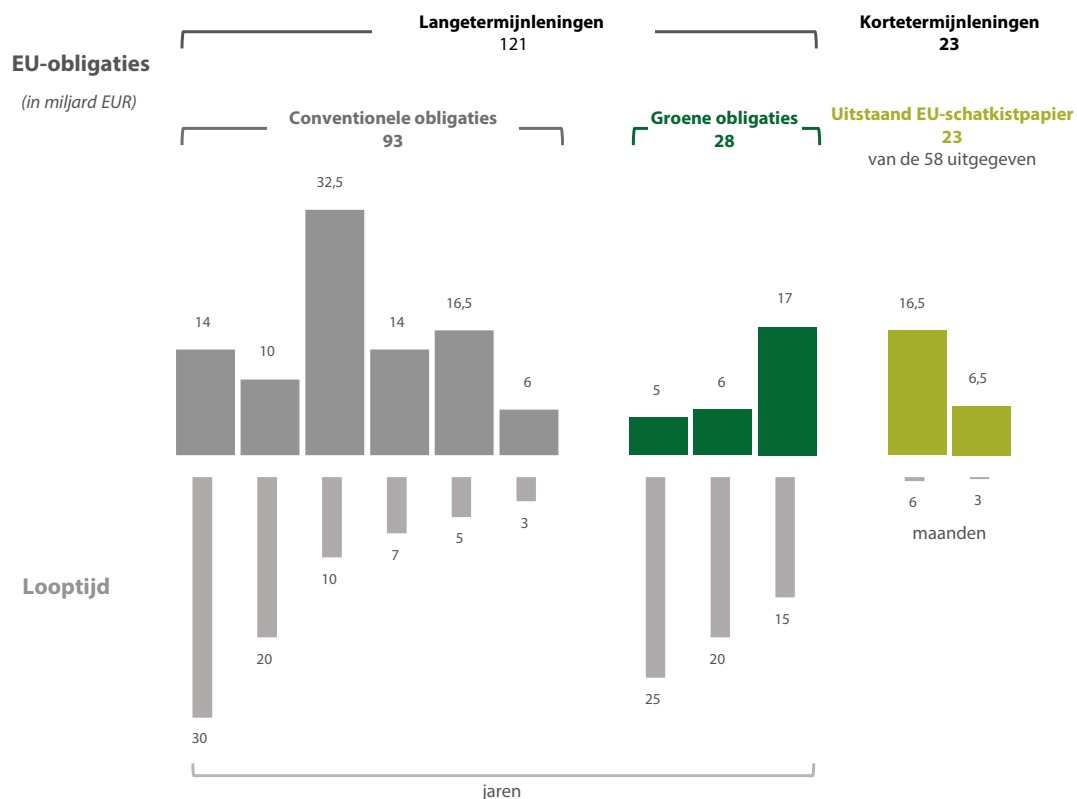 Langetermijnleningen
121
Kortetermijnleningen
23
EU-obligaties
(in miljard EUR)
Conventionele obligaties
93
Groene obligaties
28
Uitstaand EU-schatkistpapier
23
van de 58 uitgegeven
14
10
32,5
14
16,5
6
5
6
17
16,5
6,5
Looptijd
30
20
10
7
5
3
25
20
15
6
3
maanden
jaren